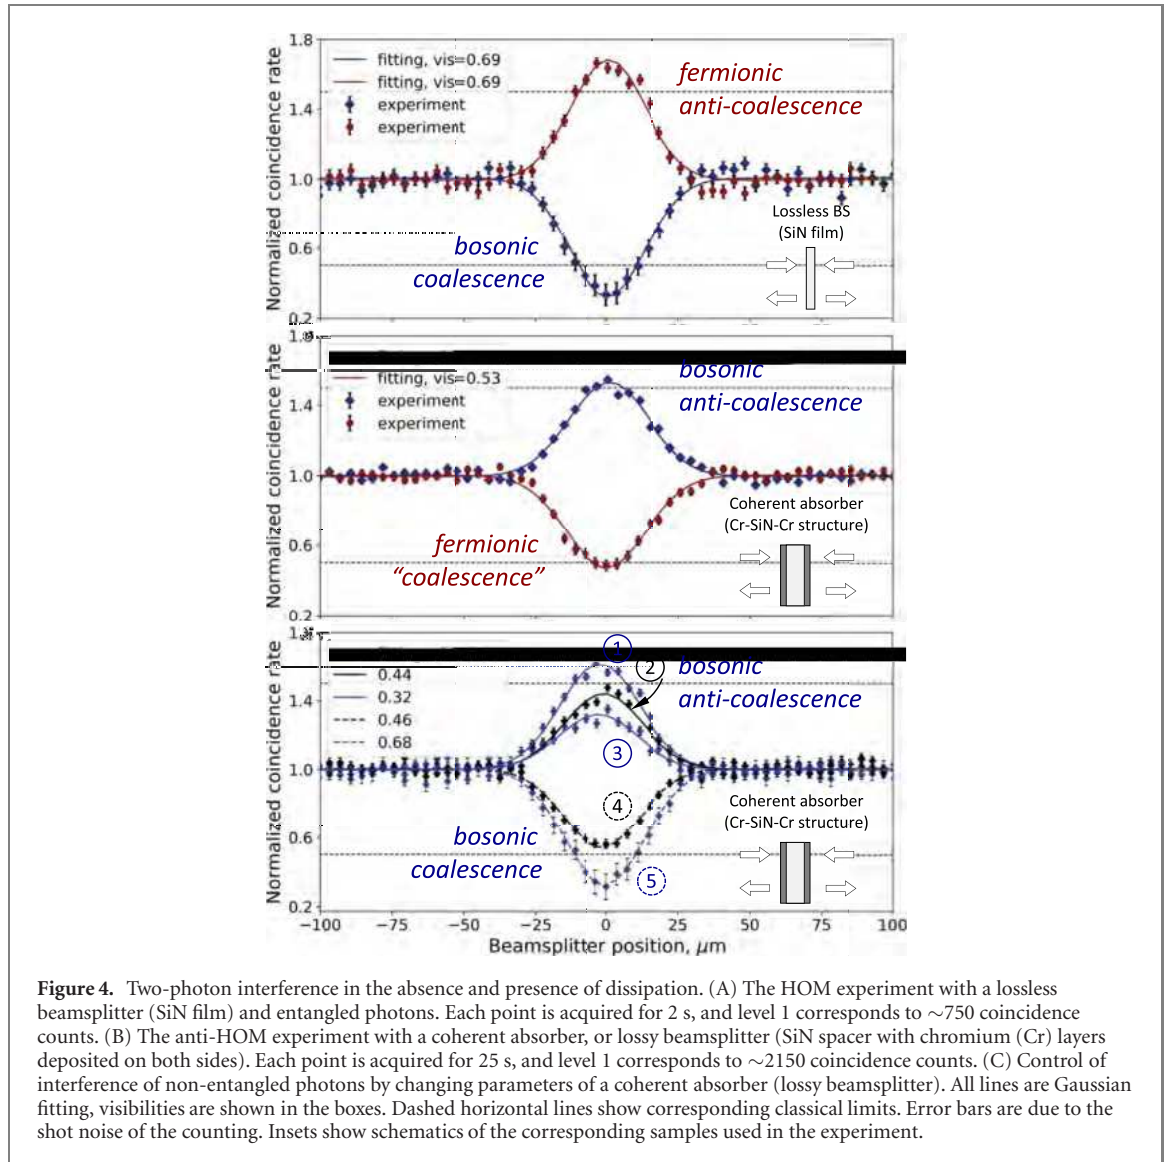 1.8
fitting, vis=0.69
fitting, vis=0.69
experiment
experiment
fermionic
anti-coalescence
1.4
1.0
Normalized coincidence rate
Lossless BS
(SiN film)
bosonic
coalescence
0.6
0.2
−100 −75 −50 −25 0 25 50 75 100
bosonic
anti-coalescence
fitting, vis=0.53
experiment
experiment
1.4
1.0
Normalized coincidence rate
Coherent absorber
(Cr-SiN-Cr structure)
fermionic
“coalescence”
0.6
0.2
1
2
bosonic
anti-coalescence
0.44
0.32
0.46
0.68
1.4
3
1.0
Normalized coincidence rate
4
Coherent absorber
(Cr-SiN-Cr structure)
bosonic
coalescence
0.6
5
0.2
−100 −75 −50 −25 0 25 50 75 100
Beamsplitter position, μm
Figure 4. Two-photon interference in the absence and presence of dissipation. (A) The HOM experiment with a lossless
beamsplitter (SiN film) and entangled photons. Each point is acquired for 2 s, and level 1 corresponds to ∼750 coincidence
counts. (B) The anti-HOM experiment with a coherent absorber, or lossy beamsplitter (SiN spacer with chromium (Cr) layers
deposited on both sides). Each point is acquired for 25 s, and level 1 corresponds to ∼2150 coincidence counts. (C) Control of
interference of non-entangled photons by changing parameters of a coherent absorber (lossy beamsplitter). All lines are Gaussian
fitting, visibilities are shown in the boxes. Dashed horizontal lines show corresponding classical limits. Error bars are due to the
shot noise of the counting. Insets show schematics of the corresponding samples used in the experiment.